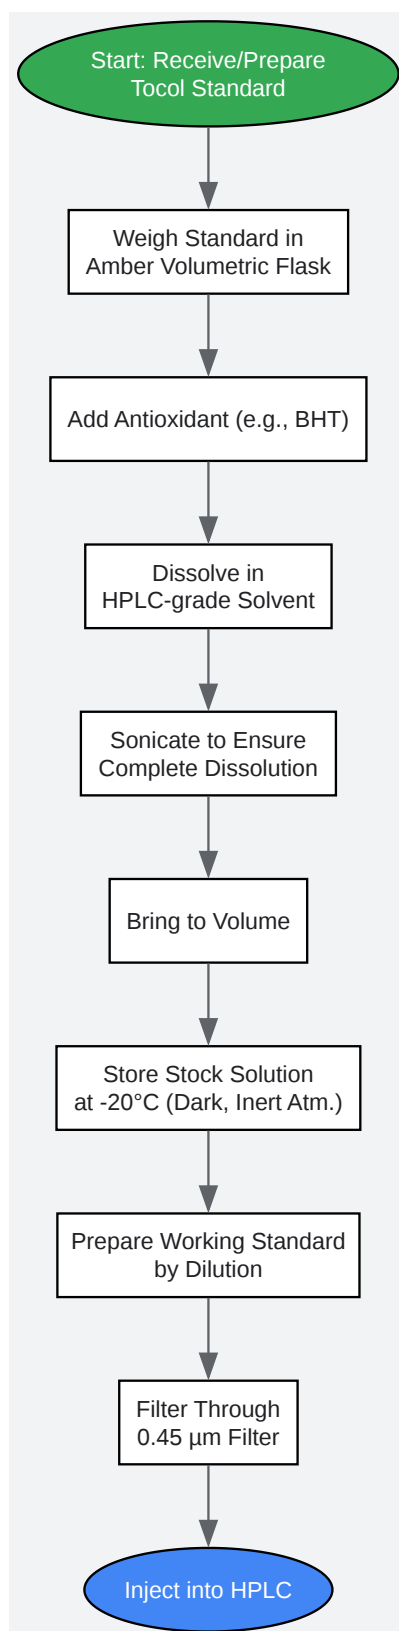 Start: Receive/Prepare
Tocol Standard
Weigh Standard in
Amber Volumetric Flask
Add Antioxidant (e.g., BHT)
Dissolve in
HPLC-grade Solvent
Sonicate to Ensure
Complete Dissolution
Bring to Volume
Store Stock Solution
at -20°C (Dark, Inert Atm.)
Prepare Working Standard
by Dilution
Filter Through
0.45 µm Filter
Inject into HPLC